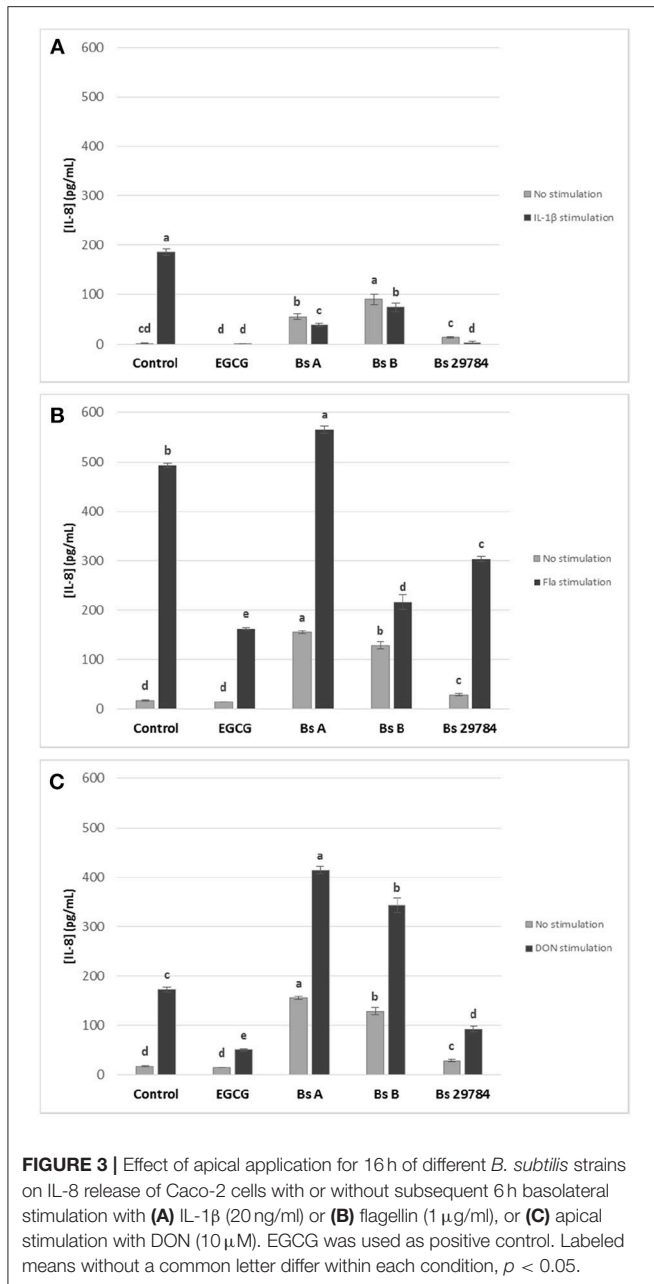 A
600
500
400
300
200
100
0
[IL-8] (pg/mL)
cd
a
d
d
b
c
a
b
c
d
Control
EGCG
Bs A
Bs B
Bs 29784
No stimulation
IL-1β stimulation
B
600
500
400
300
200
100
0
[IL-8] (pg/mL)
d
b
d
e
a
a
b
d
c
c
Control
EGCG
Bs A
Bs B
Bs 29784
No stimulation
Fla stimulation
C
600
500
400
300
200
100
0
[IL-8] (pg/mL)
d
c
d
e
a
a
b
b
c
d
Control
EGCG
Bs A
Bs B
Bs 29784
No stimulation
DON stimulation
FIGURE 3 | Effect of apical application for 16 h of different B. subtilis strains
on IL-8 release of Caco-2 cells with or without subsequent 6 h basolateral
stimulation with (A) IL-1β (20 ng/ml) or (B) flagellin (1 μg/ml), or (C) apical
stimulation with DON (10 μM). EGCG was used as positive control. Labeled
means without a common letter differ within each condition, p < 0.05.